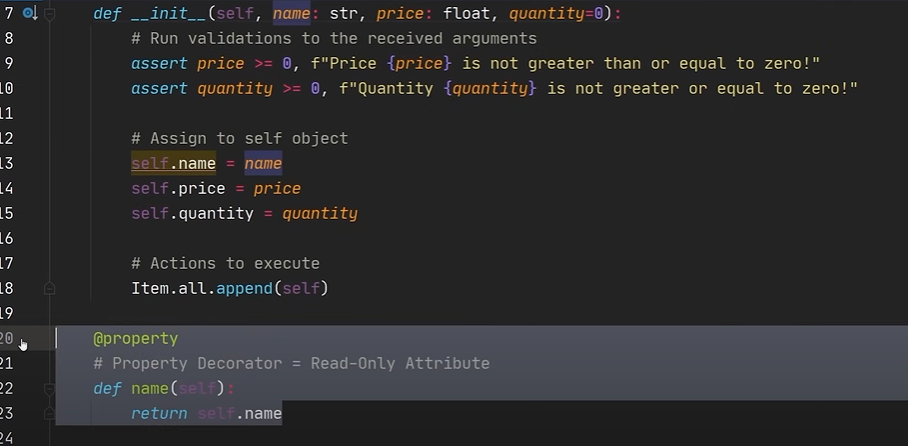 7 def __init__(self, name: str, price: float, quantity=0):
8 # Run validations to the received arguments
9 assert price >= 0, f"Price {price} is not greater than or equal to zero!"
10 assert quantity >= 0, f"Quantity {quantity} is not greater or equal to zero!"
11
12 # Assign to self object
13 self.name = name
14 self.price = price
15 self.quantity = quantity
16
17 # Actions to execute
18 Item.all.append(self)
19
20 @property
21 # Property Decorator = Read-Only Attribute
22 def name(self):
23 return self.name
24